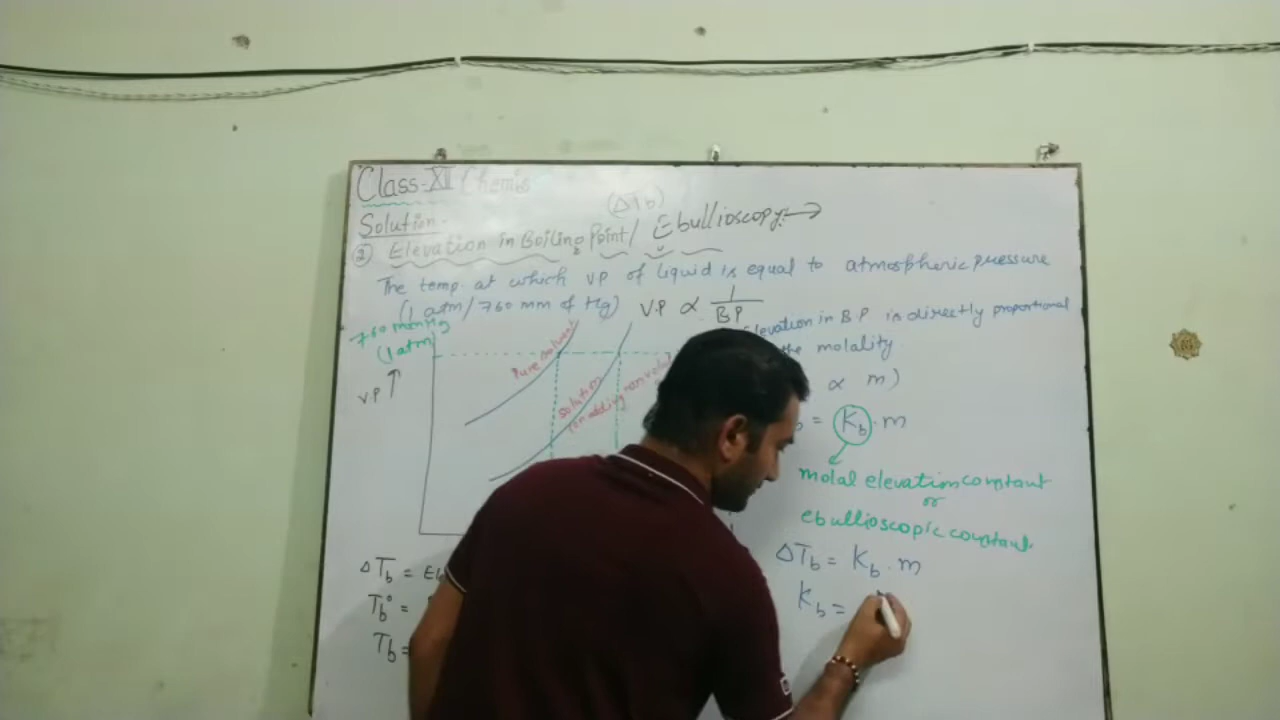 Class-XII Chemis
Solution-
(ΔTb)
② Elevation in Boiling Point / Ebullioscopy:→
The temp. at which VP of liquid is equal to atmospheric pressure
(1 atm/760 mm of Hg) V.P ∝ 1/BP
760 mm Hg
(1 atm)
VP ↑
Pure solvent
Solution
(on adding non vola
Elevation in BP is directly proportional
the molality
∝ m)
b = Kb·m
molal elevation constant
or
ebullioscopic constant
ΔTb = Kb·m
Kb =
ΔTb =
Tb° =
Tb =